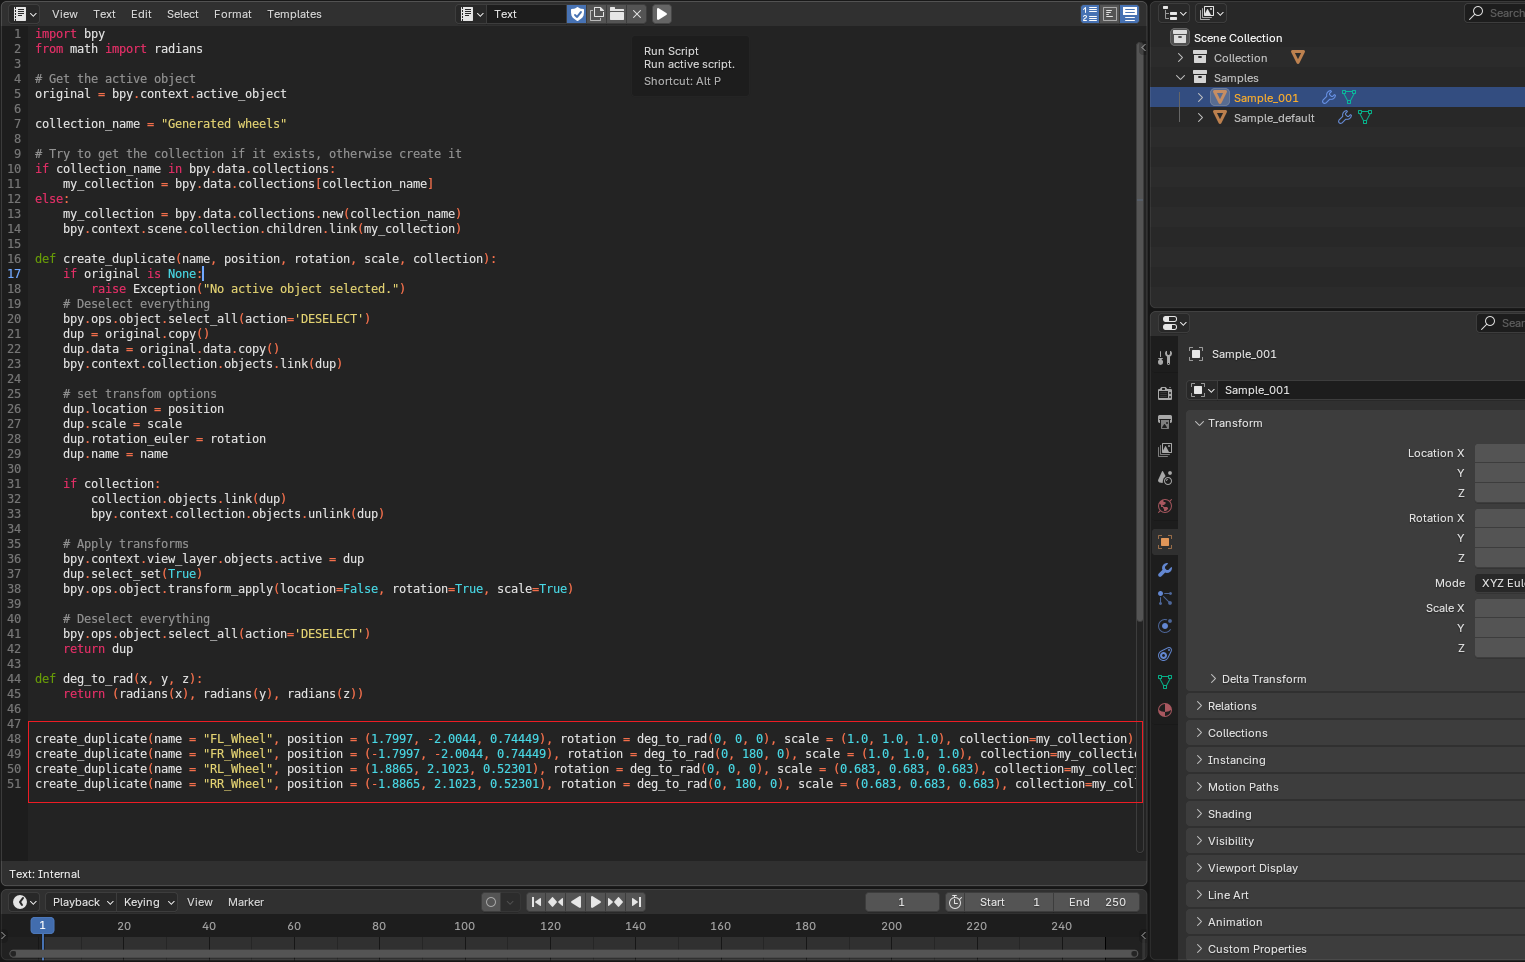 View Text Edit Select Format Templates Text
1 import bpy
2 from math import radians
3
4 # Get the active object
5 original = bpy.context.active_object
6
7 collection_name = "Generated wheels"
8
9 # Try to get the collection if it exists, otherwise create it
10 if collection_name in bpy.data.collections:
11 my_collection = bpy.data.collections[collection_name]
12 else:
13 my_collection = bpy.data.collections.new(collection_name)
14 bpy.context.scene.collection.children.link(my_collection)
15
16 def create_duplicate(name, position, rotation, scale, collection):
17 if original is None:
18 raise Exception("No active object selected.")
19 # Deselect everything
20 bpy.ops.object.select_all(action='DESELECT')
21 dup = original.copy()
22 dup.data = original.data.copy()
23 bpy.context.collection.objects.link(dup)
24
25 # set transfom options
26 dup.location = position
27 dup.scale = scale
28 dup.rotation_euler = rotation
29 dup.name = name
30
31 if collection:
32 collection.objects.link(dup)
33 bpy.context.collection.objects.unlink(dup)
34
35 # Apply transforms
36 bpy.context.view_layer.objects.active = dup
37 dup.select_set(True)
38 bpy.ops.object.transform_apply(location=False, rotation=True, scale=True)
39
40 # Deselect everything
41 bpy.ops.object.select_all(action='DESELECT')
42 return dup
43
44 def deg_to_rad(x, y, z):
45 return (radians(x), radians(y), radians(z))
46
47
48 create_duplicate(name = "FL_Wheel", position = (1.7997, -2.0044, 0.74449), rotation = deg_to_rad(0, 0, 0), scale = (1.0, 1.0, 1.0), collection=my_collection)
49 create_duplicate(name = "FR_Wheel", position = (-1.7997, -2.0044, 0.74449), rotation = deg_to_rad(0, 180, 0), scale = (1.0, 1.0, 1.0), collection=my_collectio
50 create_duplicate(name = "RL_Wheel", position = (1.8865, 2.1023, 0.52301), rotation = deg_to_rad(0, 0, 0), scale = (0.683, 0.683, 0.683), collection=my_collec
51 create_duplicate(name = "RR_Wheel", position = (-1.8865, 2.1023, 0.52301), rotation = deg_to_rad(0, 180, 0), scale = (0.683, 0.683, 0.683), collection=my_col
Run Script
Run active script.
Shortcut: Alt P
Text: Internal
Playback Keying View Marker 1 Start 1 End 250
1 20 40 60 80 100 120 140 160 180 200 220 240
Search
Scene Collection
Collection
Samples
Sample_001
Sample_default
Sear
Sample_001
Sample_001
Transform
Location X
Y
Z
Rotation X
Y
Z
Mode XYZ Eul
Scale X
Y
Z
Delta Transform
Relations
Collections
Instancing
Motion Paths
Shading
Visibility
Viewport Display
Line Art
Animation
Custom Properties